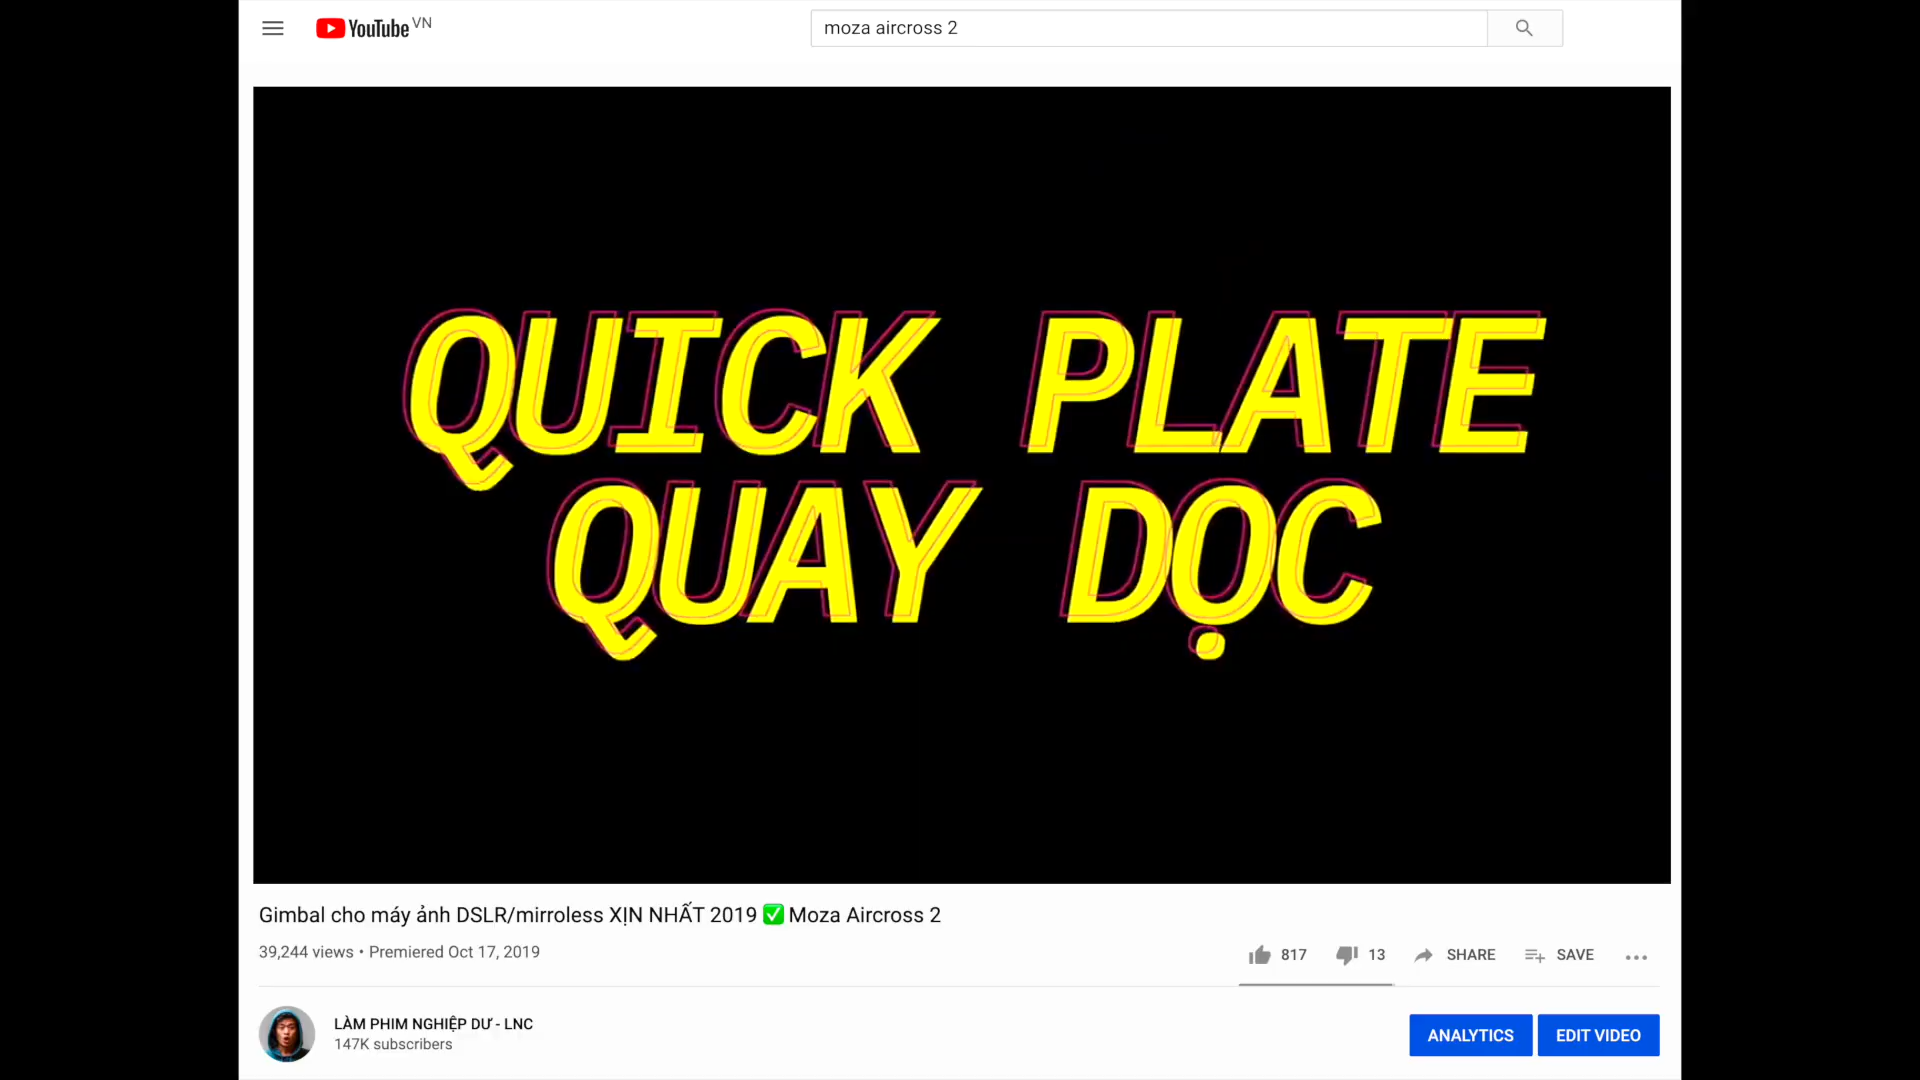 YouTube VN
moza aircross 2
QUICK PLATE
QUAY DỌC
Gimbal cho máy ảnh DSLR/mirroless XỊN NHẤT 2019 ✅ Moza Aircross 2
39,244 views • Premiered Oct 17, 2019
817 13 SHARE SAVE
LÀM PHIM NGHIỆP DƯ - LNC
147K subscribers
ANALYTICS EDIT VIDEO